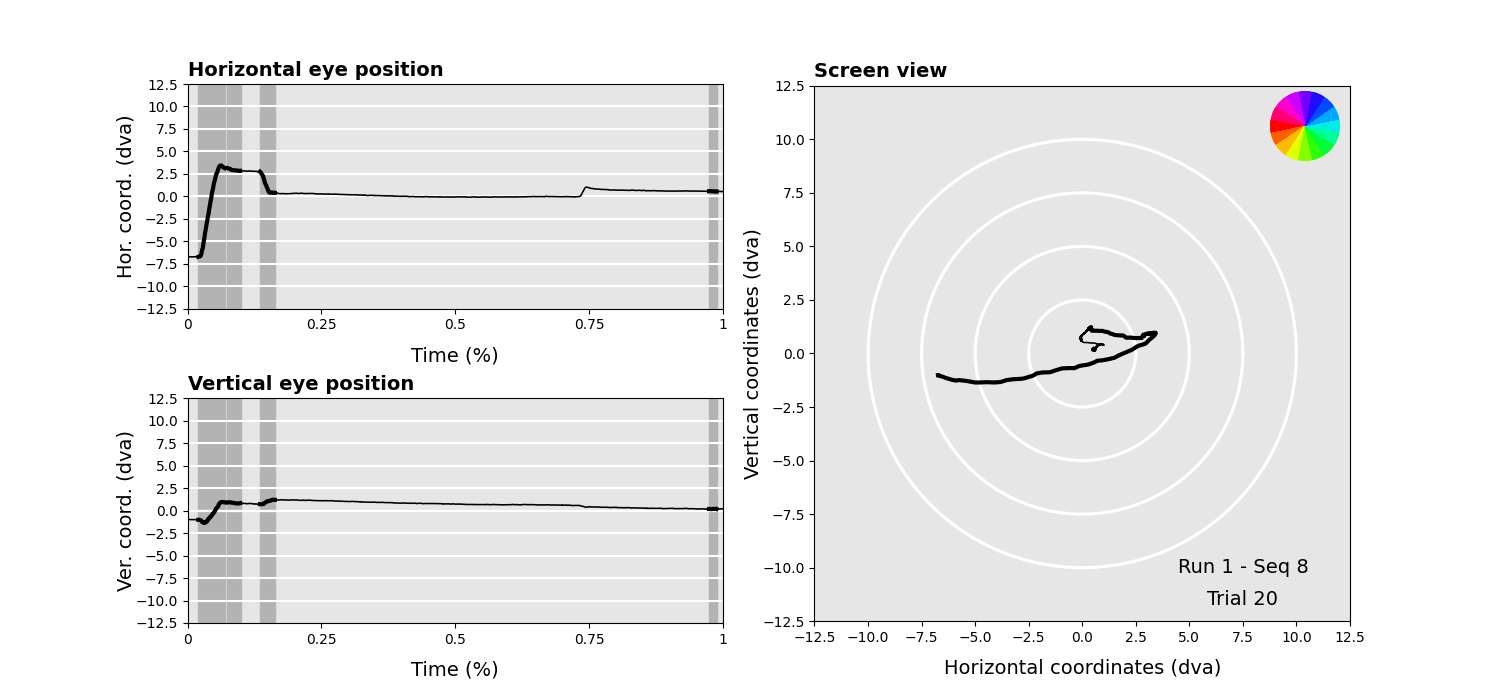 Horizontal eye position
Hor. coord. (dva)
12.5
10.0
7.5
5.0
2.5
0.0
−2.5
−5.0
−7.5
−10.0
−12.5
0 0.25 0.5 0.75 1
Time (%)
Vertical eye position
Ver. coord. (dva)
12.5
10.0
7.5
5.0
2.5
0.0
−2.5
−5.0
−7.5
−10.0
−12.5
0 0.25 0.5 0.75 1
Time (%)
Screen view
Vertical coordinates (dva)
12.5
10.0
7.5
5.0
2.5
0.0
−2.5
−5.0
−7.5
−10.0
−12.5
Run 1 - Seq 8
Trial 20
−12.5 −10.0 −7.5 −5.0 −2.5 0.0 2.5 5.0 7.5 10.0 12.5
Horizontal coordinates (dva)